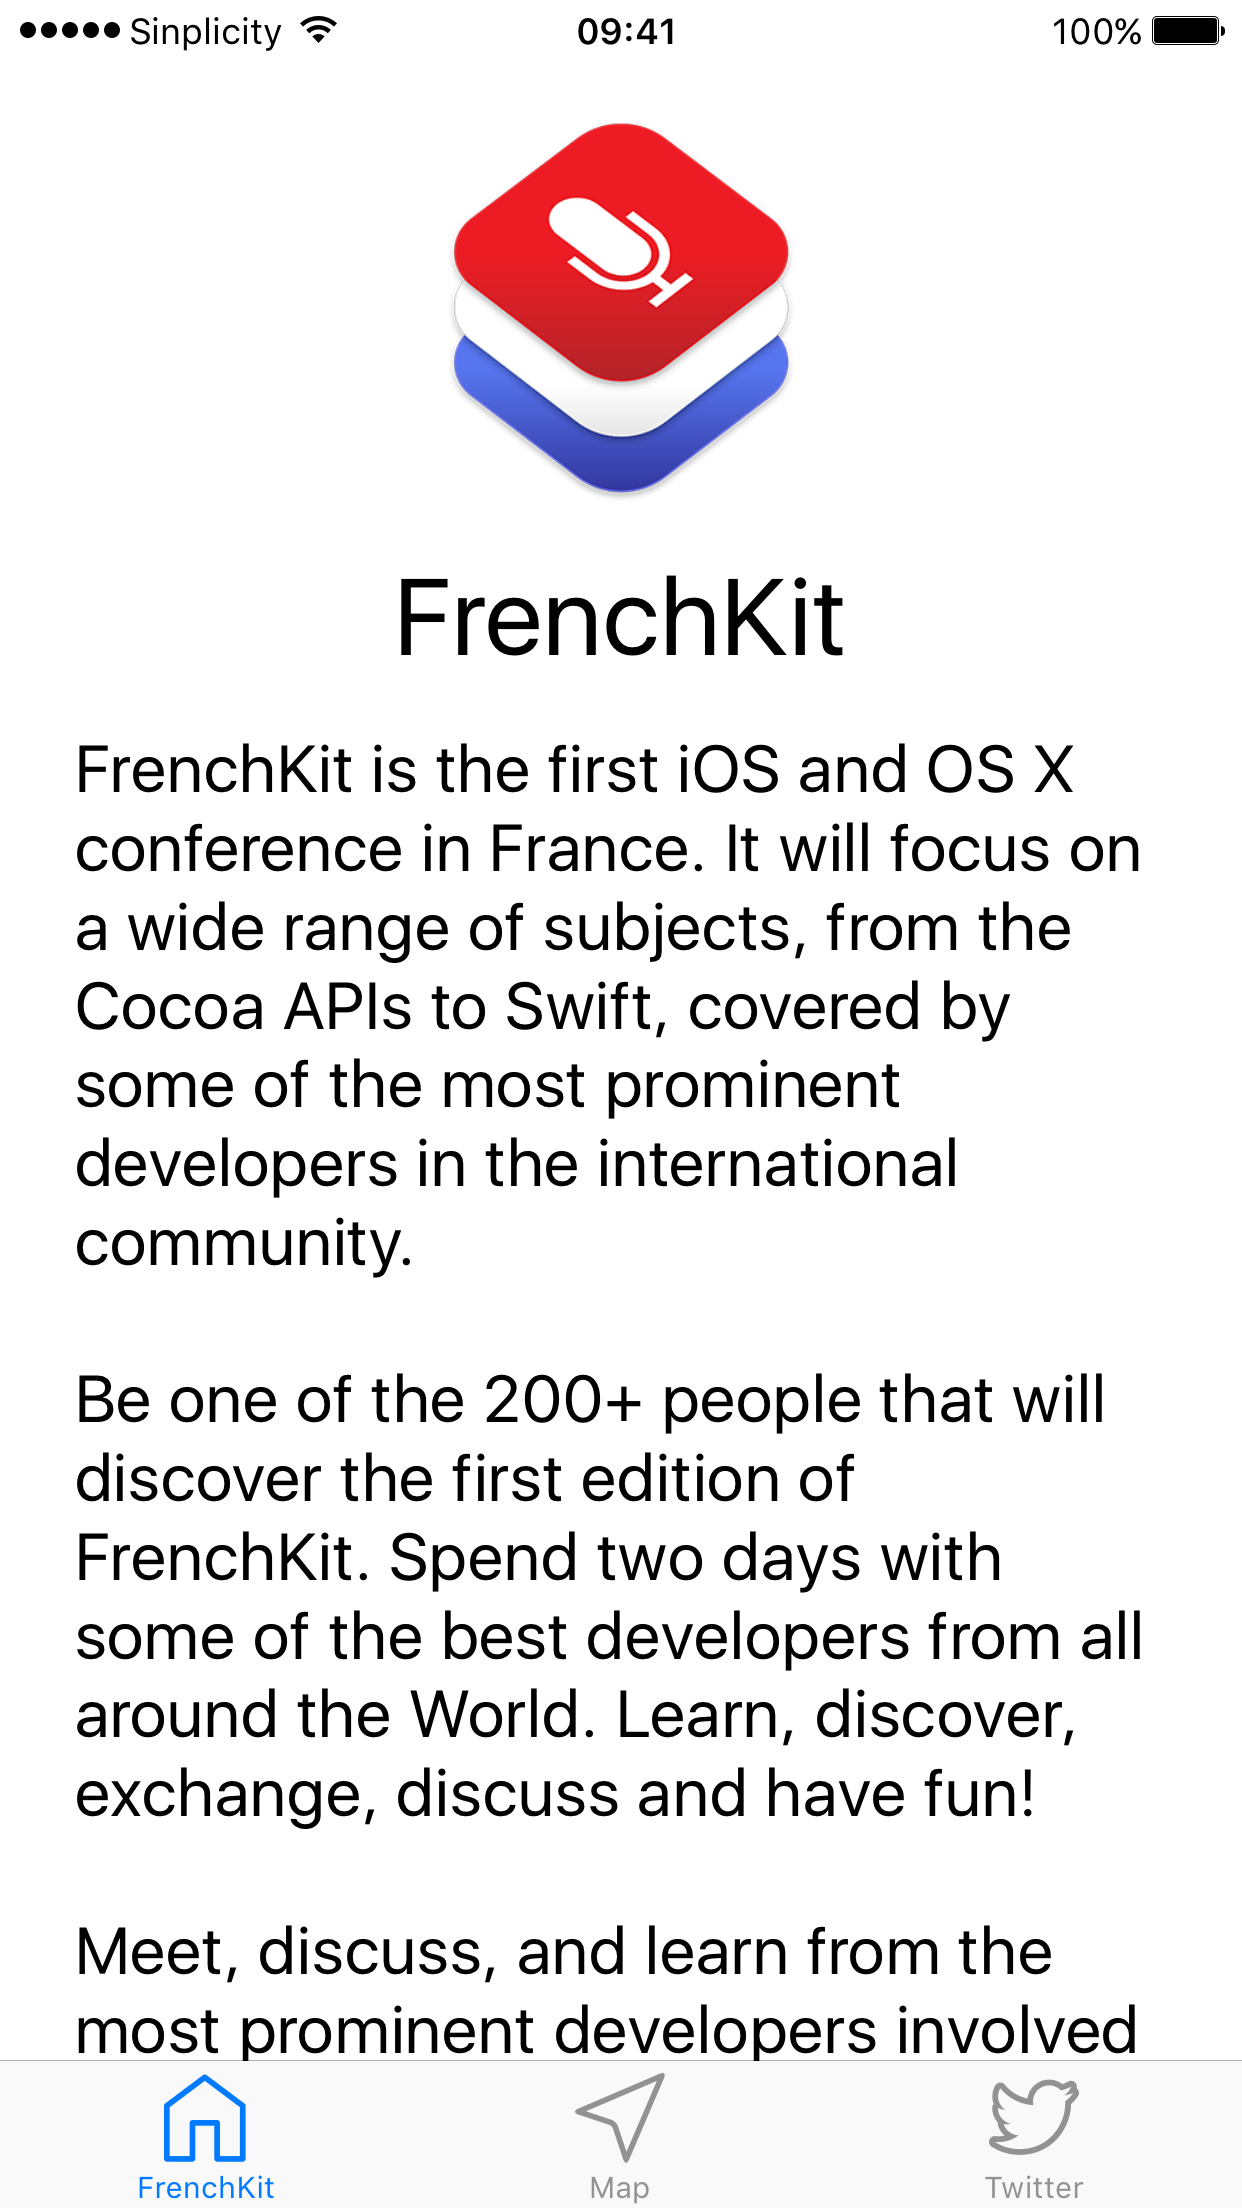 Sinplicity 09:41 100%
FrenchKit
FrenchKit is the first iOS and OS X
conference in France. It will focus on
a wide range of subjects, from the
Cocoa APIs to Swift, covered by
some of the most prominent
developers in the international
community.
Be one of the 200+ people that will
discover the first edition of
FrenchKit. Spend two days with
some of the best developers from all
around the World. Learn, discover,
exchange, discuss and have fun!
Meet, discuss, and learn from the
most prominent developers involved
FrenchKit Map Twitter